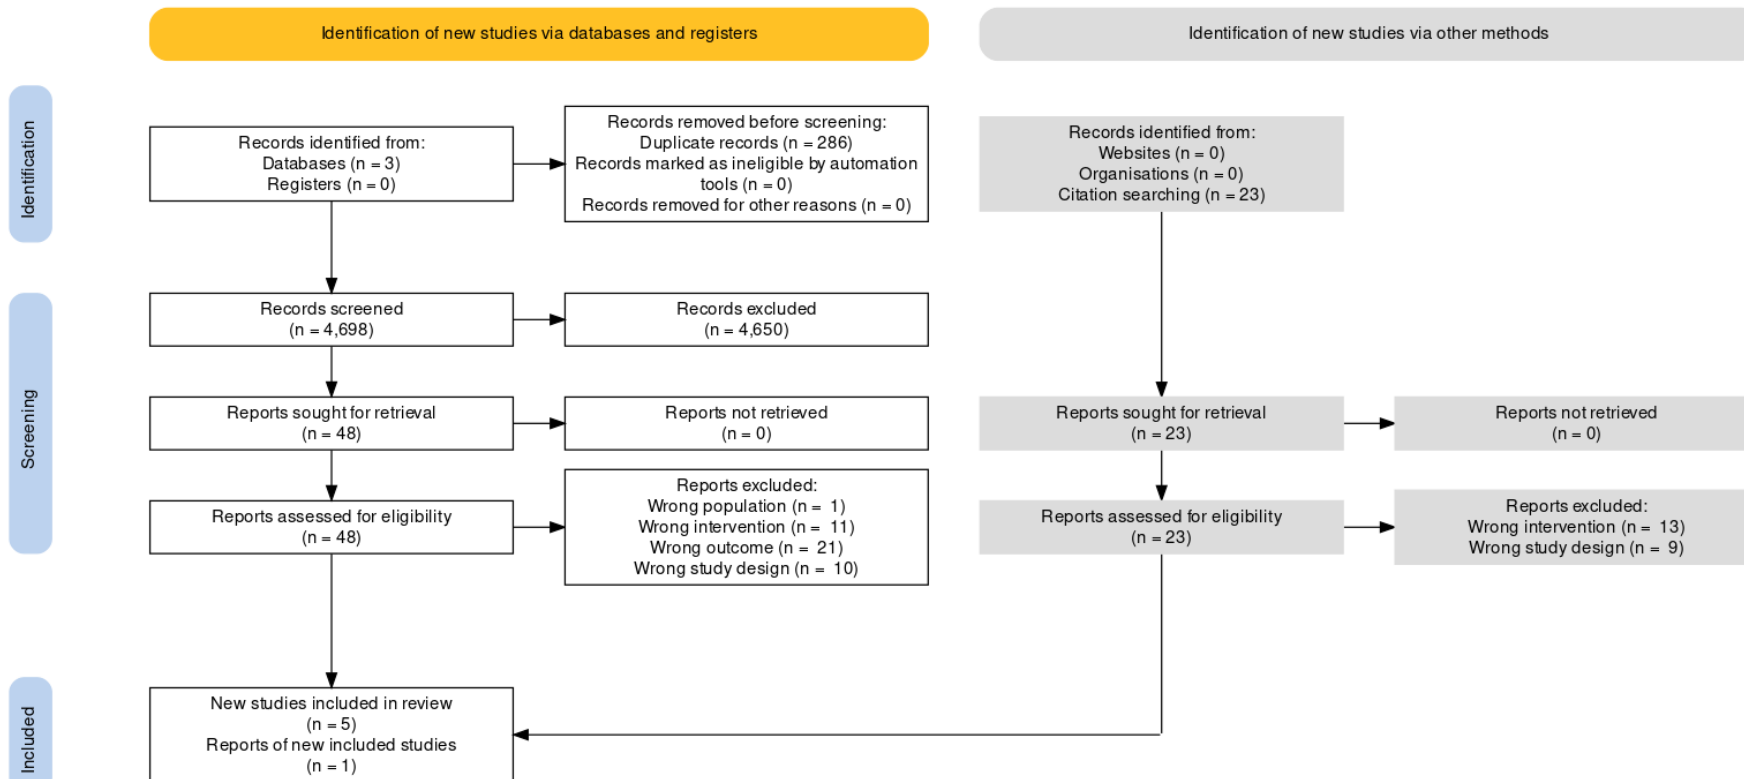 Identification of new studies via databases and registers
Identification of new studies via other methods
Identification
Records identified from:
Databases (n = 3)
Registers (n = 0)
Records removed before screening:
Duplicate records (n = 286)
Records marked as ineligible by automation
tools (n = 0)
Records removed for other reasons (n = 0)
Records identified from:
Websites (n = 0)
Organisations (n = 0)
Citation searching (n = 23)
Screening
Records screened
(n = 4,698)
Records excluded
(n = 4,650)
Reports sought for retrieval
(n = 48)
Reports not retrieved
(n = 0)
Reports sought for retrieval
(n = 23)
Reports not retrieved
(n = 0)
Reports assessed for eligibility
(n = 48)
Reports excluded:
Wrong population (n = 1)
Wrong intervention (n = 11)
Wrong outcome (n = 21)
Wrong study design (n = 10)
Reports assessed for eligibility
(n = 23)
Reports excluded:
Wrong intervention (n = 13)
Wrong study design (n = 9)
Included
New studies included in review
(n = 5)
Reports of new included studies
(n = 1)